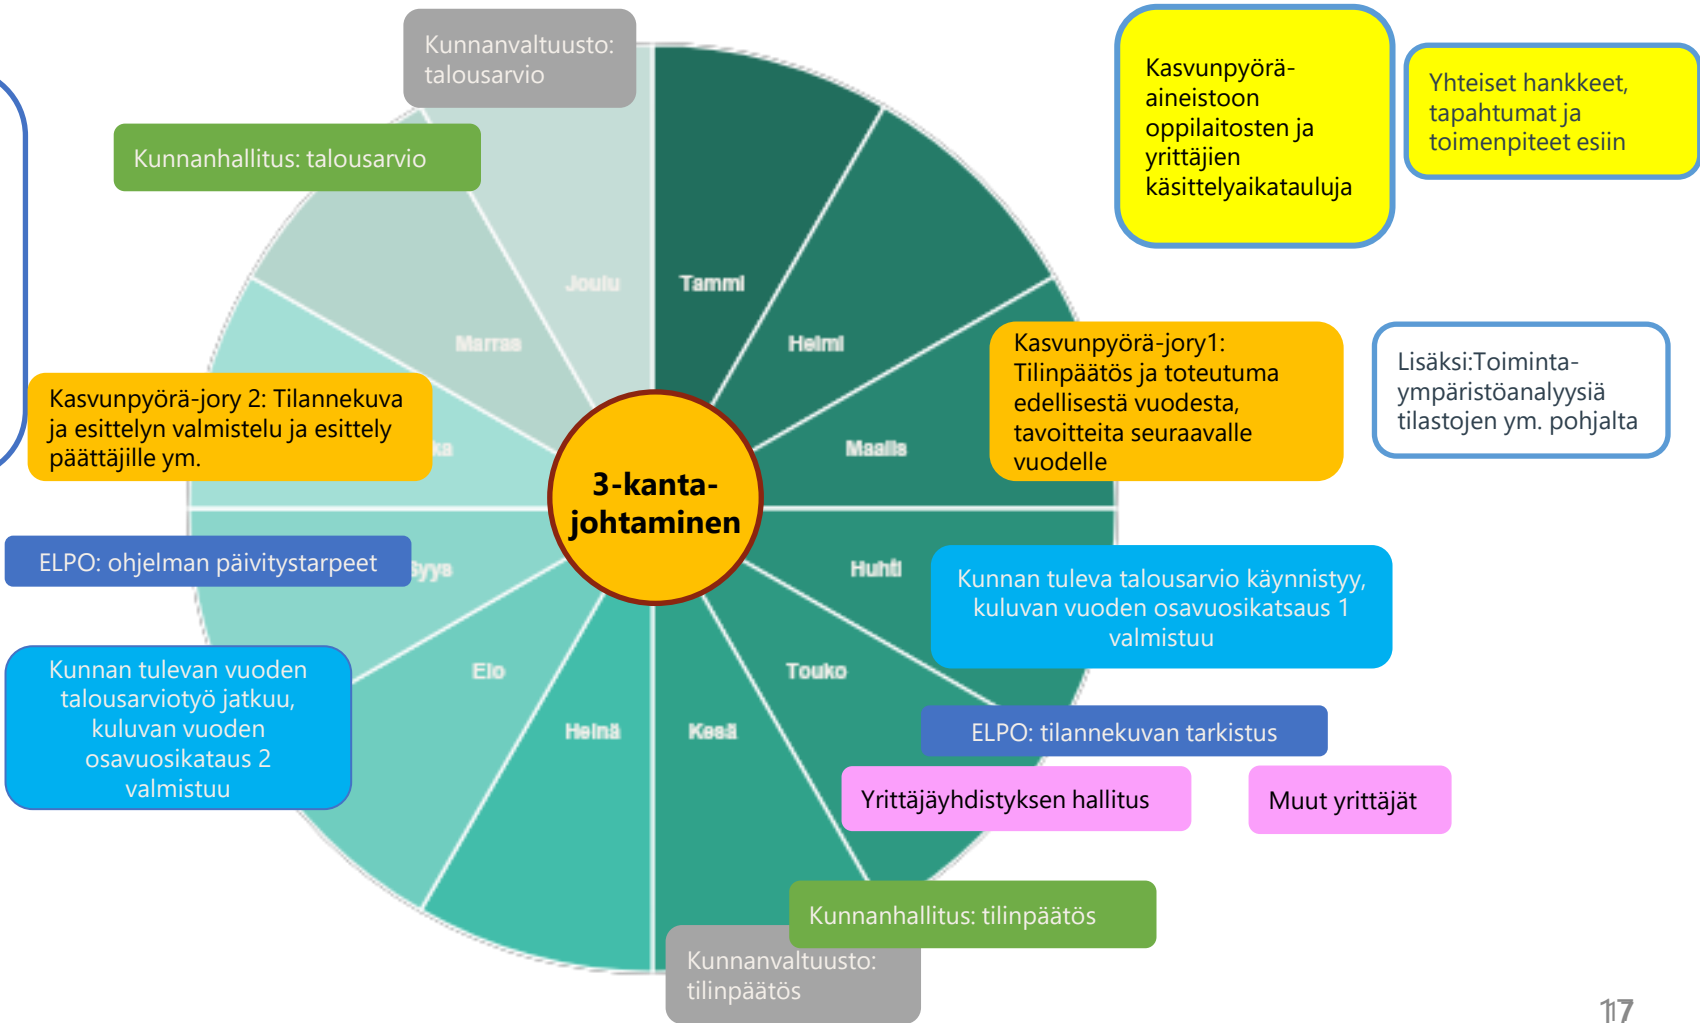 Kunnanvaltuusto:
talousarvio
Kunnanhallitus: talousarvio
Kasvunpyörä-
aineistoon
oppilaitosten ja
yrittäjien
käsittelyaikatauluja
Yhteiset hankkeet,
tapahtumat ja
toimenpiteet esiin
Joulu
Tammi
Marras
Helmi
Kasvunpyörä-jory1:
Tilinpäätös ja toteutuma
edellisestä vuodesta,
tavoitteita seuraavalle
vuodelle
Lisäksi:Toiminta-
ympäristöanalyysiä
tilastojen ym. pohjalta
Kasvunpyörä-jory 2: Tilannekuva
ja esittelyn valmistelu ja esittely
päättäjille ym.
ka
Maalis
3-kanta-
johtaminen
ELPO: ohjelman päivitystarpeet
Syys
Huhti
Kunnan tuleva talousarvio käynnistyy,
kuluvan vuoden osavuosikatsaus 1
valmistuu
Kunnan tulevan vuoden
talousarviotyö jatkuu,
kuluvan vuoden
osavuosikataus 2
valmistuu
Elo
Touko
Heinä
Kesä
ELPO: tilannekuvan tarkistus
Yrittäjäyhdistyksen hallitus
Muut yrittäjät
Kunnanhallitus: tilinpäätös
Kunnanvaltuusto:
tilinpäätös